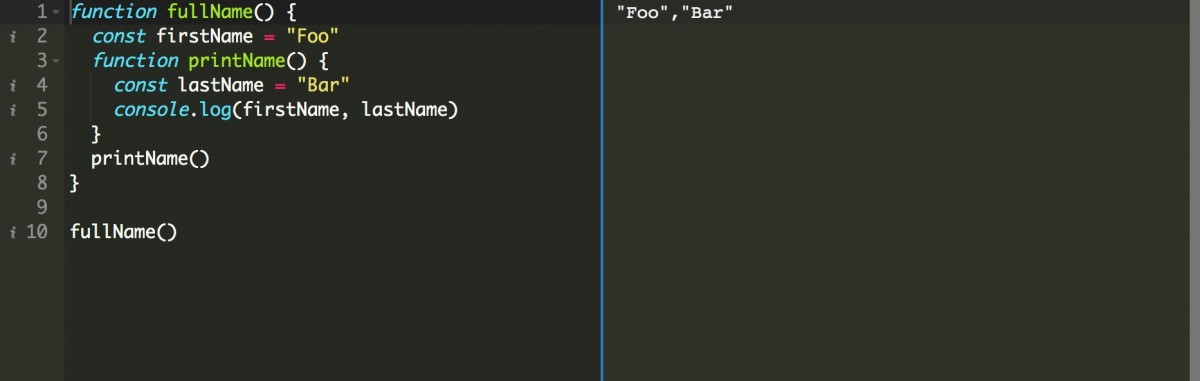 1 function fullName() {
i 2 const firstName = "Foo"
3 function printName() {
i 4 const lastName = "Bar"
i 5 console.log(firstName, lastName)
6 }
i 7 printName()
8 }
9
i 10 fullName()
"Foo","Bar"